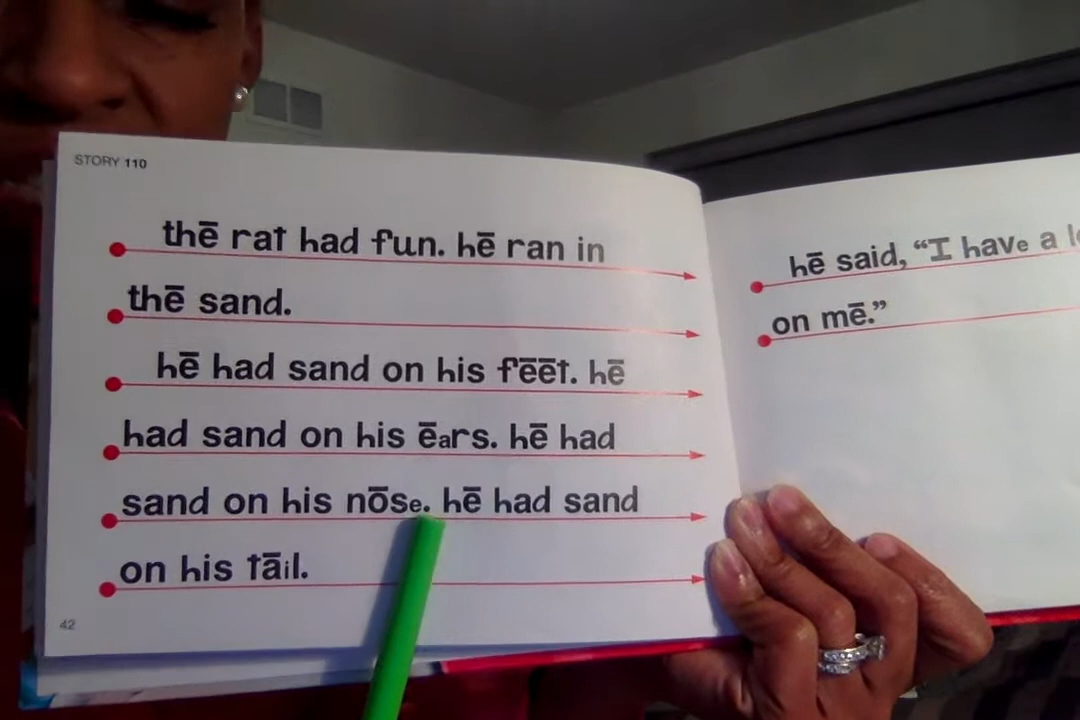 STORY 110
thē rat had fun. hē ran in
thē sand.
hē had sand on his fēēt. hē
had sand on his ēars. hē had
sand on his nōse. hē had sand
on his tāil.
42
hē said, “I have a
on mē.”